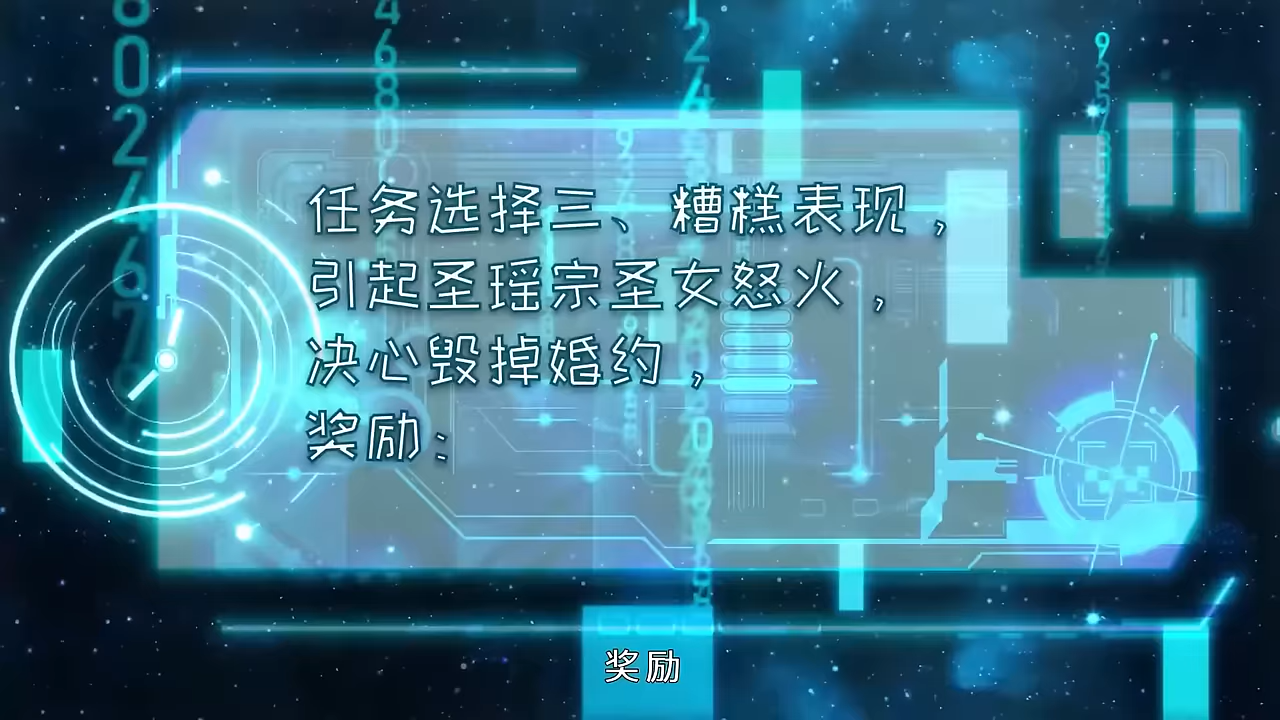 任务选择三、糟糕表现，
引起圣瑶宗圣女怒火，
决心毁掉婚约，
奖励：
奖励